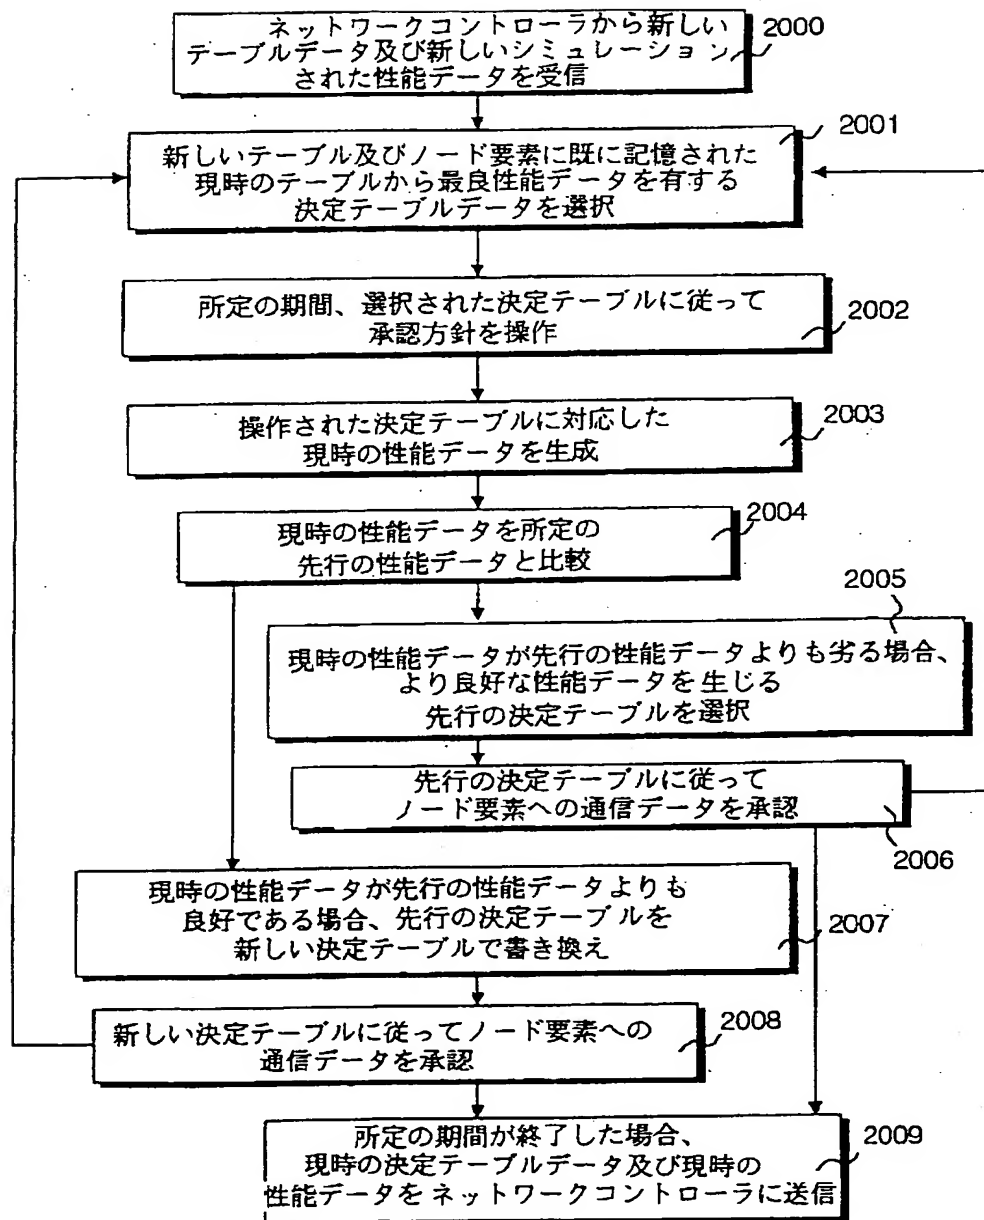 ネットワークコントローラから新しい
テーブルデータ及び新しいシミュレーション
された性能データを受信
2000
2001
新しいテーブル及びノード要素に既に記憶された
現時のテーブルから最良性能データを有する
決定テーブルデータを選択
所定の期間、選択された決定テーブルに従って
承認方針を操作
2002
操作された決定テーブルに対応した
現時の性能データを生成
2003
現時の性能データを所定の
先行の性能データと比較
2004
2005
現時の性能データが先行の性能データよりも劣る場合、
より良好な性能データを生じる
先行の決定テーブルを選択
先行の決定テーブルに従って
ノード要素への通信データを承認
2006
現時の性能データが先行の性能データよりも
良好である場合、先行の決定テーブルを
新しい決定テーブルで書き換え
2007
新しい決定テーブルに従ってノード要素への
通信データを承認
2008
所定の期間が終了した場合、
現時の決定テーブルデータ及び現時の
性能データをネットワークコントローラに送信
2009